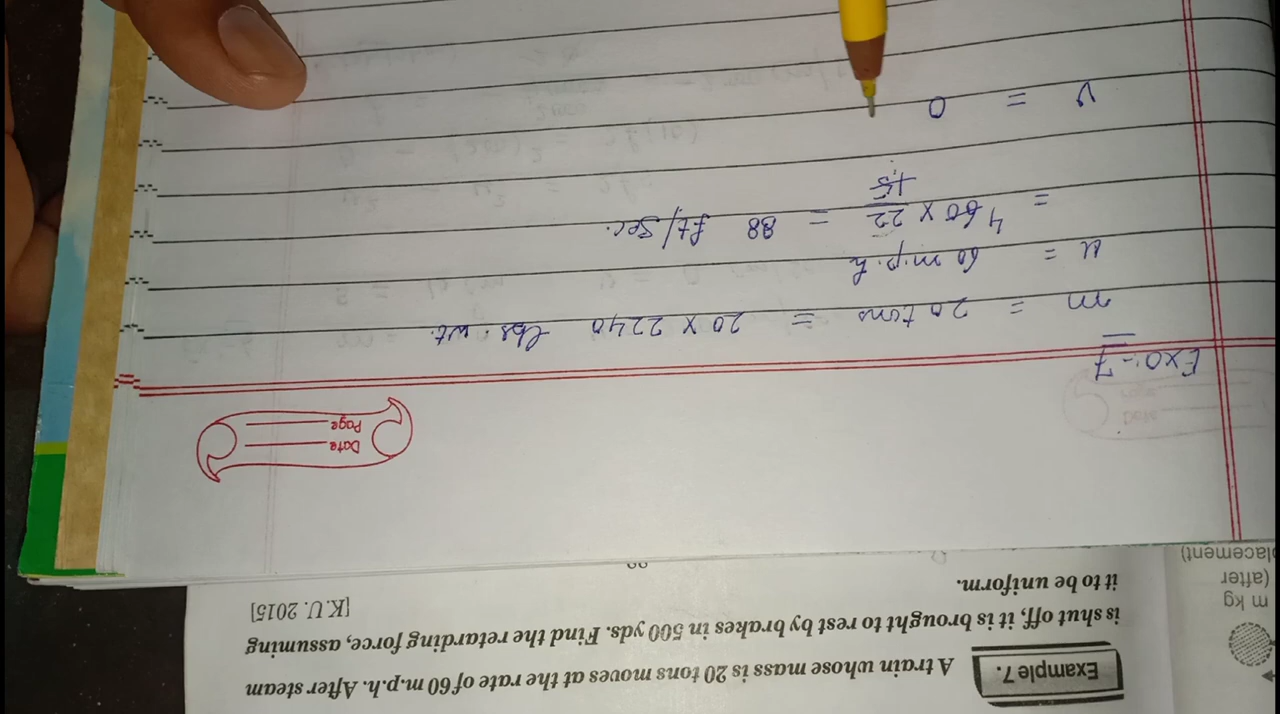 Example 7. A train whose mass is 20 tons moves at the rate of 60 m.p.h. After steam
is shut off, it is brought to rest by brakes in 500 yds. Find the retarding force, assuming
it to be uniform. [K.U. 2015]
m kg
(after
placement)
Date
Page
Exa:-7
m = 20 tons = 20 × 2240 lbs. wt.
u = 60 m.p.h
= 4 60 × 22/15 = 88 ft/sec.
v = 0